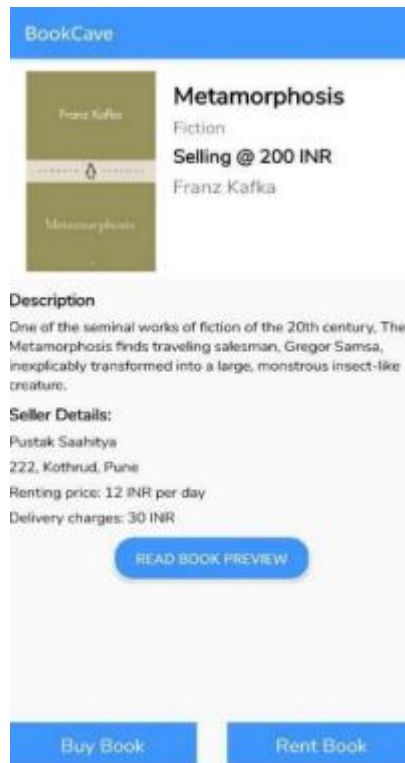 BookCave
Franz Kafka
Metamorphosis
Metamorphosis
Fiction
Selling @ 200 INR
Franz Kafka
Description
One of the seminal works of fiction of the 20th century, The
Metamorphosis finds traveling salesman, Gregor Samsa,
inexplicably transformed into a large, monstrous insect-like
creature.
Seller Details:
Pustak Saahitya
222, Kothrud, Pune
Renting price: 12 INR per day
Delivery charges: 30 INR
READ BOOK PREVIEW
Buy Book
Rent Book